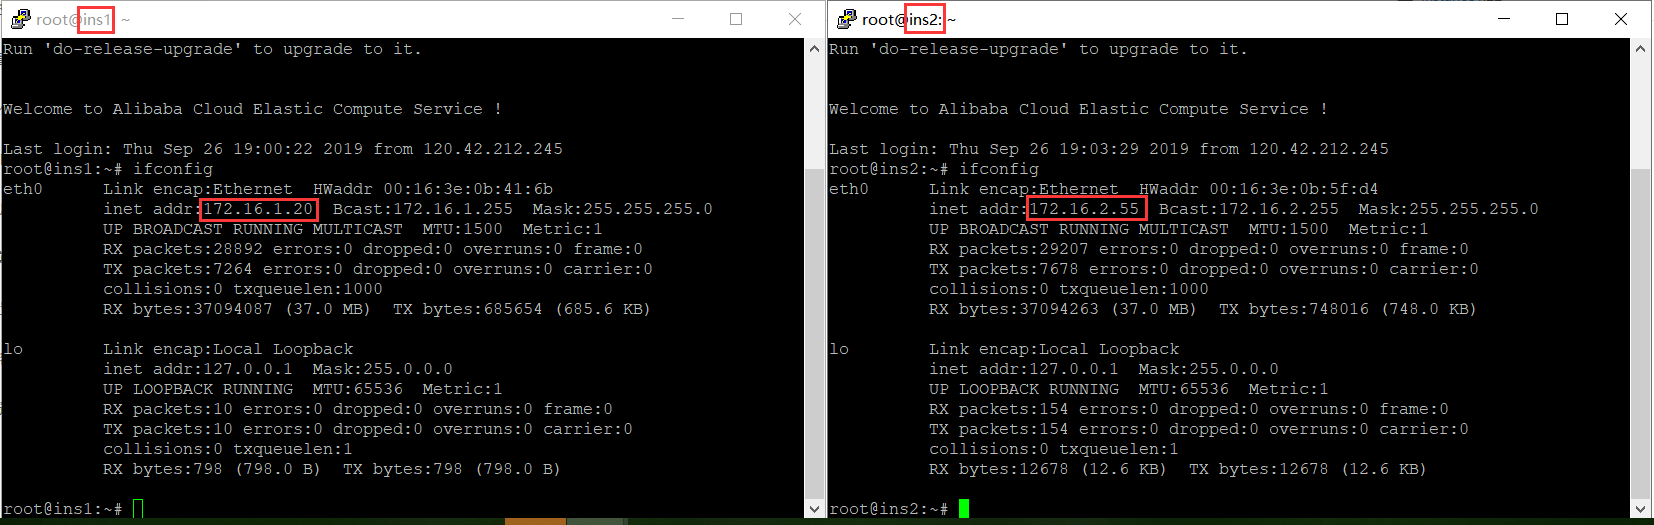 root@ins1: ~
Run 'do-release-upgrade' to upgrade to it.
Welcome to Alibaba Cloud Elastic Compute Service !
Last login: Thu Sep 26 19:00:22 2019 from 120.42.212.245
root@ins1:~# ifconfig
eth0 Link encap:Ethernet HWaddr 00:16:3e:0b:41:6b
inet addr:172.16.1.20 Bcast:172.16.1.255 Mask:255.255.255.0
UP BROADCAST RUNNING MULTICAST MTU:1500 Metric:1
RX packets:28892 errors:0 dropped:0 overruns:0 frame:0
TX packets:7264 errors:0 dropped:0 overruns:0 carrier:0
collisions:0 txqueuelen:1000
RX bytes:37094087 (37.0 MB) TX bytes:685654 (685.6 KB)
lo Link encap:Local Loopback
inet addr:127.0.0.1 Mask:255.0.0.0
UP LOOPBACK RUNNING MTU:65536 Metric:1
RX packets:10 errors:0 dropped:0 overruns:0 frame:0
TX packets:10 errors:0 dropped:0 overruns:0 carrier:0
collisions:0 txqueuelen:1
RX bytes:798 (798.0 B) TX bytes:798 (798.0 B)
root@ins1:~#
root@ins2: ~
Run 'do-release-upgrade' to upgrade to it.
Welcome to Alibaba Cloud Elastic Compute Service !
Last login: Thu Sep 26 19:03:29 2019 from 120.42.212.245
root@ins2:~# ifconfig
eth0 Link encap:Ethernet HWaddr 00:16:3e:0b:5f:d4
inet addr:172.16.2.55 Bcast:172.16.2.255 Mask:255.255.255.0
UP BROADCAST RUNNING MULTICAST MTU:1500 Metric:1
RX packets:29207 errors:0 dropped:0 overruns:0 frame:0
TX packets:7678 errors:0 dropped:0 overruns:0 carrier:0
collisions:0 txqueuelen:1000
RX bytes:37094263 (37.0 MB) TX bytes:748016 (748.0 KB)
lo Link encap:Local Loopback
inet addr:127.0.0.1 Mask:255.0.0.0
UP LOOPBACK RUNNING MTU:65536 Metric:1
RX packets:154 errors:0 dropped:0 overruns:0 frame:0
TX packets:154 errors:0 dropped:0 overruns:0 carrier:0
collisions:0 txqueuelen:1
RX bytes:12678 (12.6 KB) TX bytes:12678 (12.6 KB)
root@ins2:~#